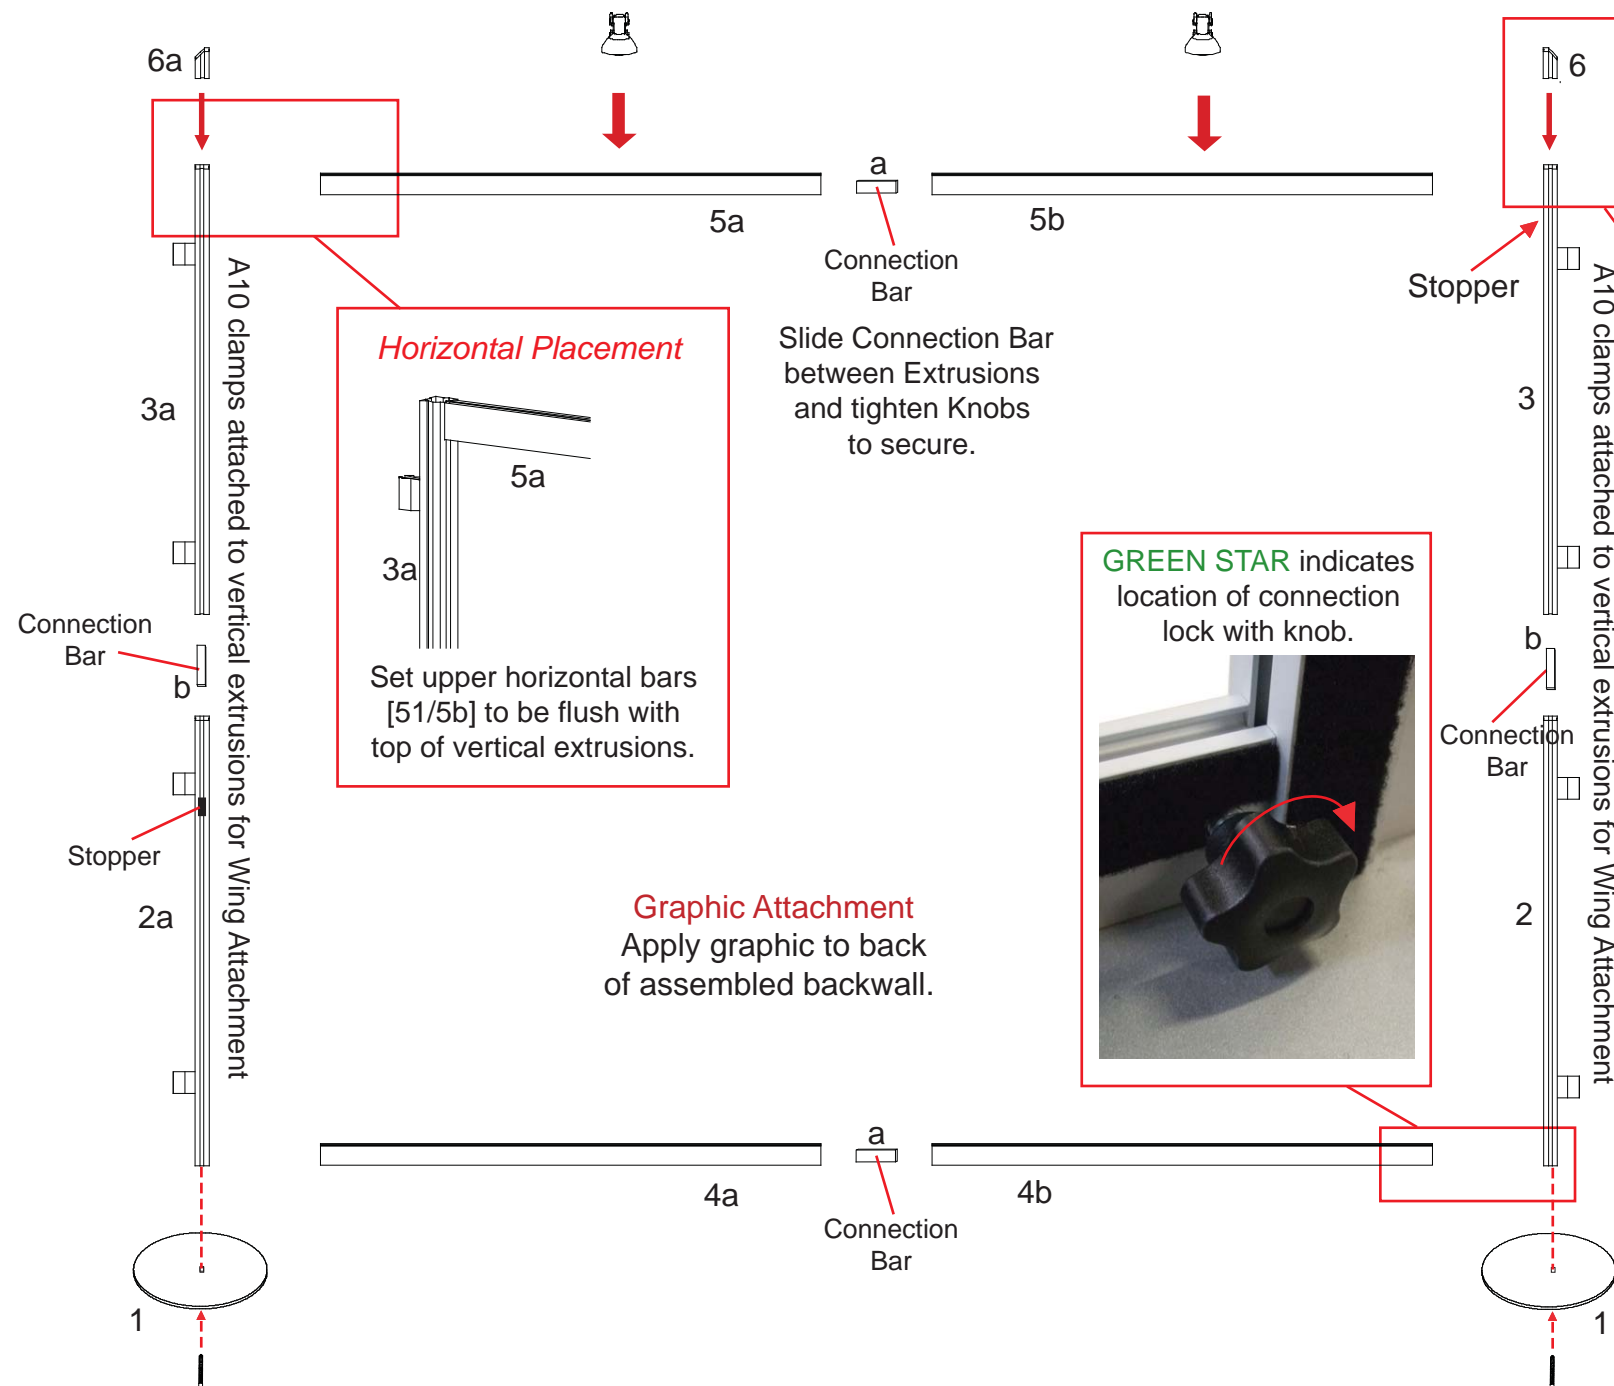 6a
6
a
5a
5b
Connection
Bar
Stopper
Slide Connection Bar
between Extrusions
and tighten Knobs
to secure.
Horizontal Placement
5a
3a
Set upper horizontal bars
[51/5b] to be flush with
top of vertical extrusions.
3a
A10 clamps attached to vertical extrusions for Wing Attachment
3
A10 clamps attached to vertical extrusions for Wing Attachment
GREEN STAR indicates
location of connection
lock with knob.
Connection
Bar
b
b
Connection
Bar
Stopper
2a
2
Graphic Attachment
Apply graphic to back
of assembled backwall.
a
4a
4b
Connection
Bar
1
1